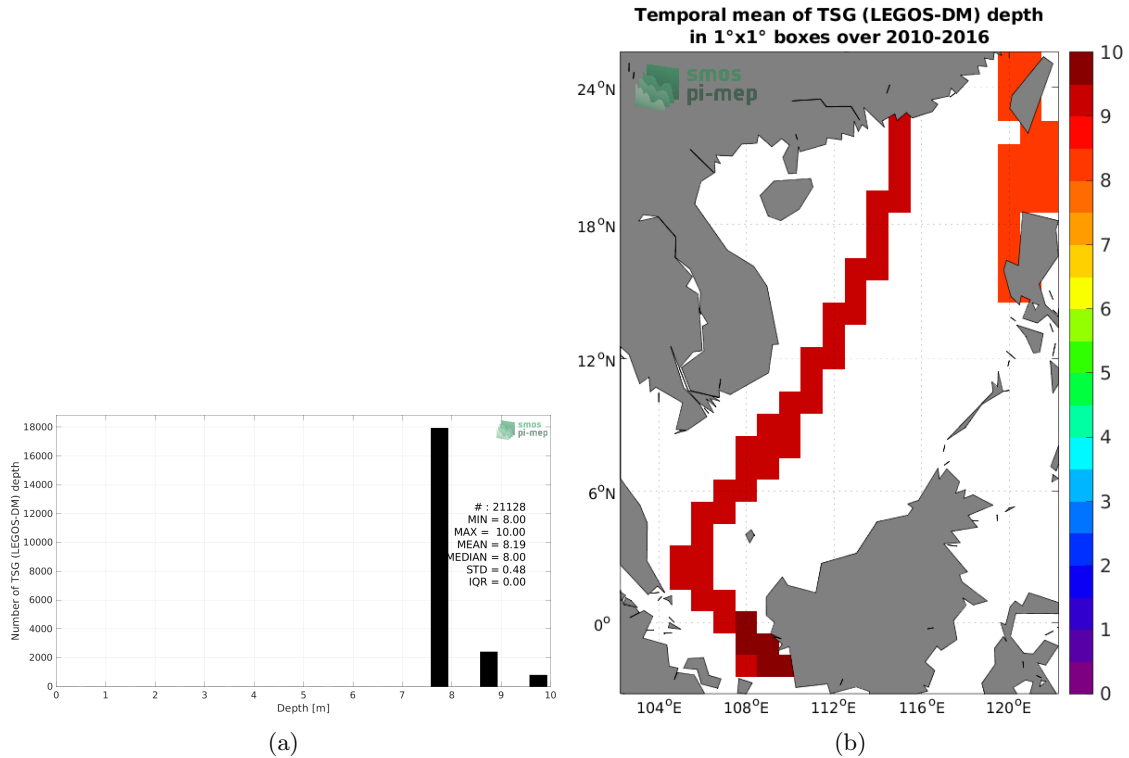 Temporal mean of TSG (LEGOS-DM) depth
in 1°x1° boxes over 2010-2016
smos
pi-mep
24°N
18°N
12°N
6°N
0°
104°E
108°E
112°E
116°E
120°E
10
9
8
7
6
5
4
3
2
1
0
(b)
smos
pi-mep
Number of TSG (LEGOS-DM) depth
18000
16000
14000
12000
10000
8000
6000
4000
2000
0
# : 21128
MIN = 8.00
MAX = 10.00
MEAN = 8.19
MEDIAN = 8.00
STD = 0.48
IQR = 0.00
0
1
2
3
4
5
6
7
8
9
10
Depth [m]
(a)